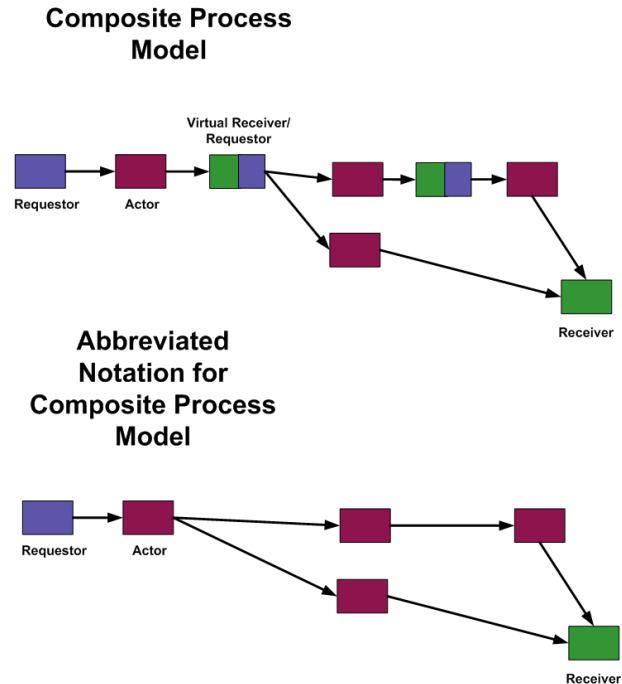 Composite Process
Model
Virtual Receiver/
Requestor
Requestor
Actor
Receiver
Abbreviated
Notation for
Composite Process
Model
Requestor
Actor
Receiver